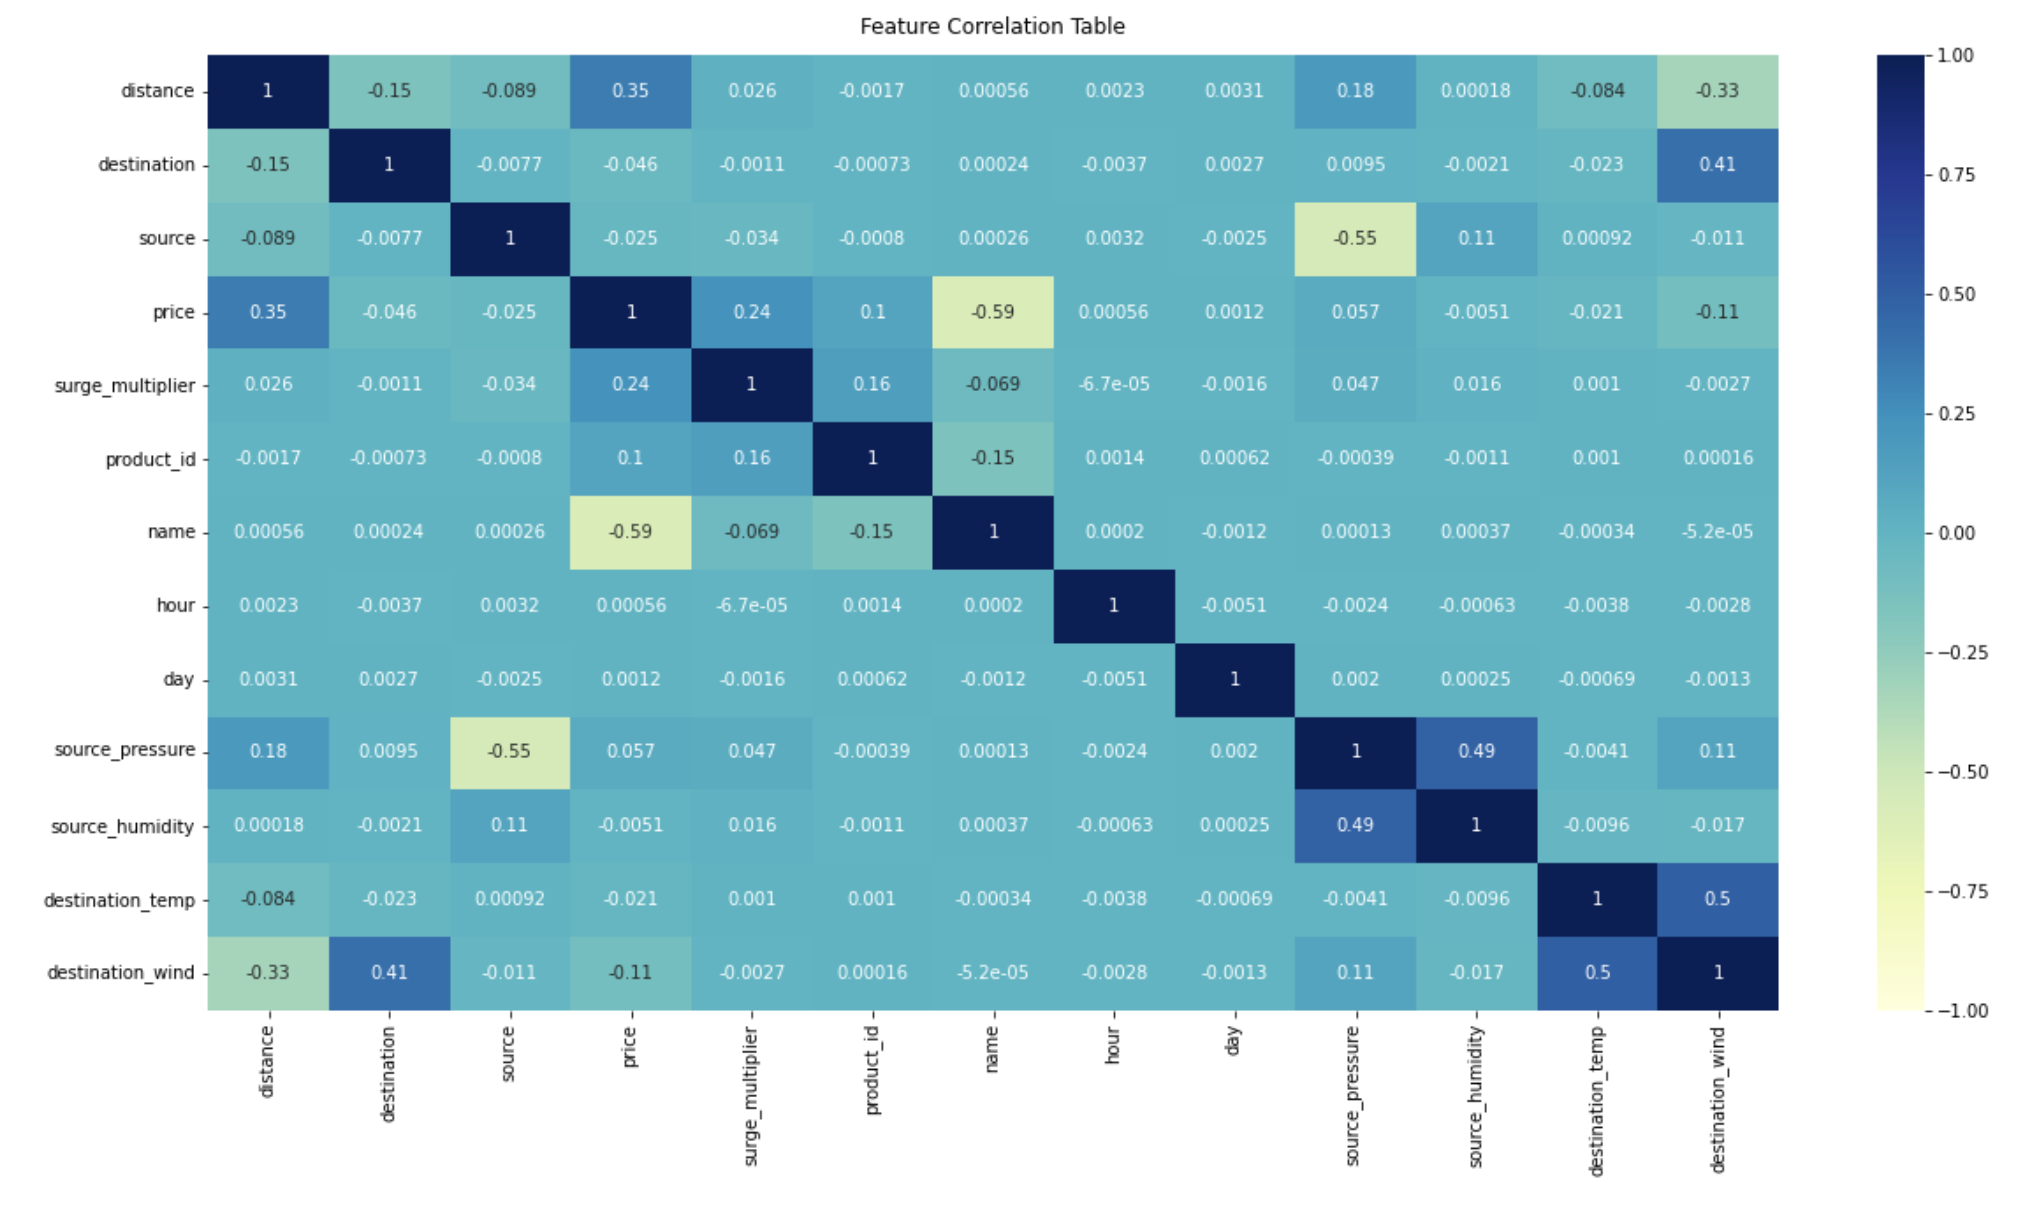 Feature Correlation Table
distance 1 -0.15 -0.089 0.35 0.026 -0.0017 0.00056 0.0023 0.0031 0.18 0.00018 -0.084 -0.33
destination -0.15 1 -0.0077 -0.046 -0.0011 -0.00073 0.00024 -0.0037 0.0027 0.0095 -0.0021 -0.023 0.41
source -0.089 -0.0077 1 -0.025 -0.034 -0.0008 0.00026 0.0032 -0.0025 -0.55 0.11 0.00092 -0.011
price 0.35 -0.046 -0.025 1 0.24 0.1 -0.59 0.00056 0.0012 0.057 -0.0051 -0.021 -0.11
surge_multiplier 0.026 -0.0011 -0.034 0.24 1 0.16 -0.069 -6.7e-05 -0.0016 0.047 0.016 0.001 -0.0027
product_id -0.0017 -0.00073 -0.0008 0.1 0.16 1 -0.15 0.0014 0.00062 -0.00039 -0.0011 0.001 0.00016
name 0.00056 0.00024 0.00026 -0.59 -0.069 -0.15 1 0.0002 -0.0012 0.00013 0.00037 -0.00034 -5.2e-05
hour 0.0023 -0.0037 0.0032 0.00056 -6.7e-05 0.0014 0.0002 1 -0.0051 -0.0024 -0.00063 -0.0038 -0.0028
day 0.0031 0.0027 -0.0025 0.0012 -0.0016 0.00062 -0.0012 -0.0051 1 0.002 0.00025 -0.00069 -0.0013
source_pressure 0.18 0.0095 -0.55 0.057 0.047 -0.00039 0.00013 -0.0024 0.002 1 0.49 -0.0041 0.11
source_humidity 0.00018 -0.0021 0.11 -0.0051 0.016 -0.0011 0.00037 -0.00063 0.00025 0.49 1 -0.0096 -0.017
destination_temp -0.084 -0.023 0.00092 -0.021 0.001 0.001 -0.00034 -0.0038 -0.00069 -0.0041 -0.0096 1 0.5
destination_wind -0.33 0.41 -0.011 -0.11 -0.0027 0.00016 -5.2e-05 -0.0028 -0.0013 0.11 -0.017 0.5 1
distance
destination
source
price
surge_multiplier
product_id
name
hour
day
source_pressure
source_humidity
destination_temp
destination_wind
1.00
0.75
0.50
0.25
0.00
−0.25
−0.50
−0.75
−1.00